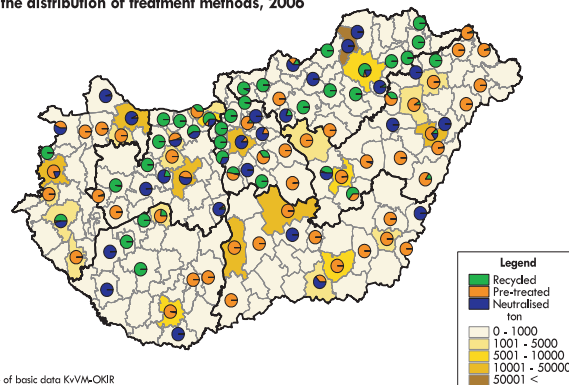 the distribution of treatment methods, 2006
Legend
Recycled
Pre-treated
Neutralised
ton
0 - 1000
1001 - 5000
5001 - 10000
10001 - 50000
50001 <
of basic data KvVM-OKIR